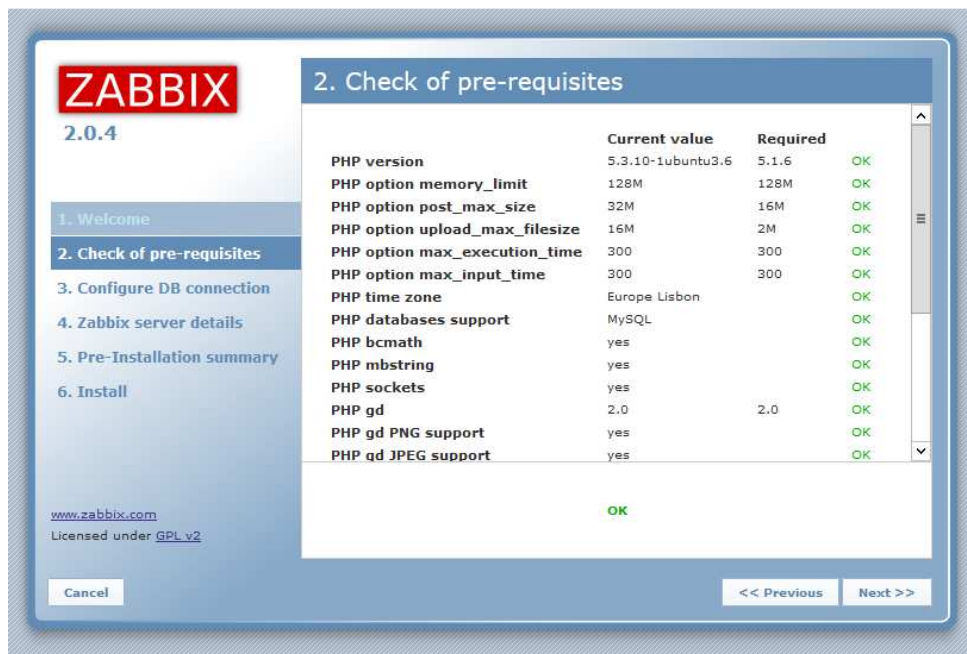 ZABBIX
2.0.4
1. Welcome
2. Check of pre-requisites
3. Configure DB connection
4. Zabbix server details
5. Pre-Installation summary
6. Install
www.zabbix.com
Licensed under GPL v2
2. Check of pre-requisites
Current value Required
PHP version 5.3.10-1ubuntu3.6 5.1.6 OK
PHP option memory_limit 128M 128M OK
PHP option post_max_size 32M 16M OK
PHP option upload_max_filesize 16M 2M OK
PHP option max_execution_time 300 300 OK
PHP option max_input_time 300 300 OK
PHP time zone Europe Lisbon OK
PHP databases support MySQL OK
PHP bcmath yes OK
PHP mbstring yes OK
PHP sockets yes OK
PHP gd 2.0 2.0 OK
PHP gd PNG support yes OK
PHP gd JPEG support yes OK
OK
Cancel
<< Previous
Next >>